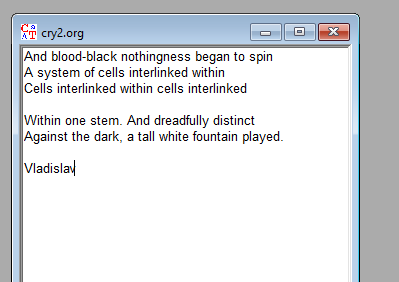 CAT
cry2.org
And blood-black nothingness began to spin
A system of cells interlinked within
Cells interlinked within cells interlinked
Within one stem. And dreadfully distinct
Against the dark, a tall white fountain played.
Vladislav